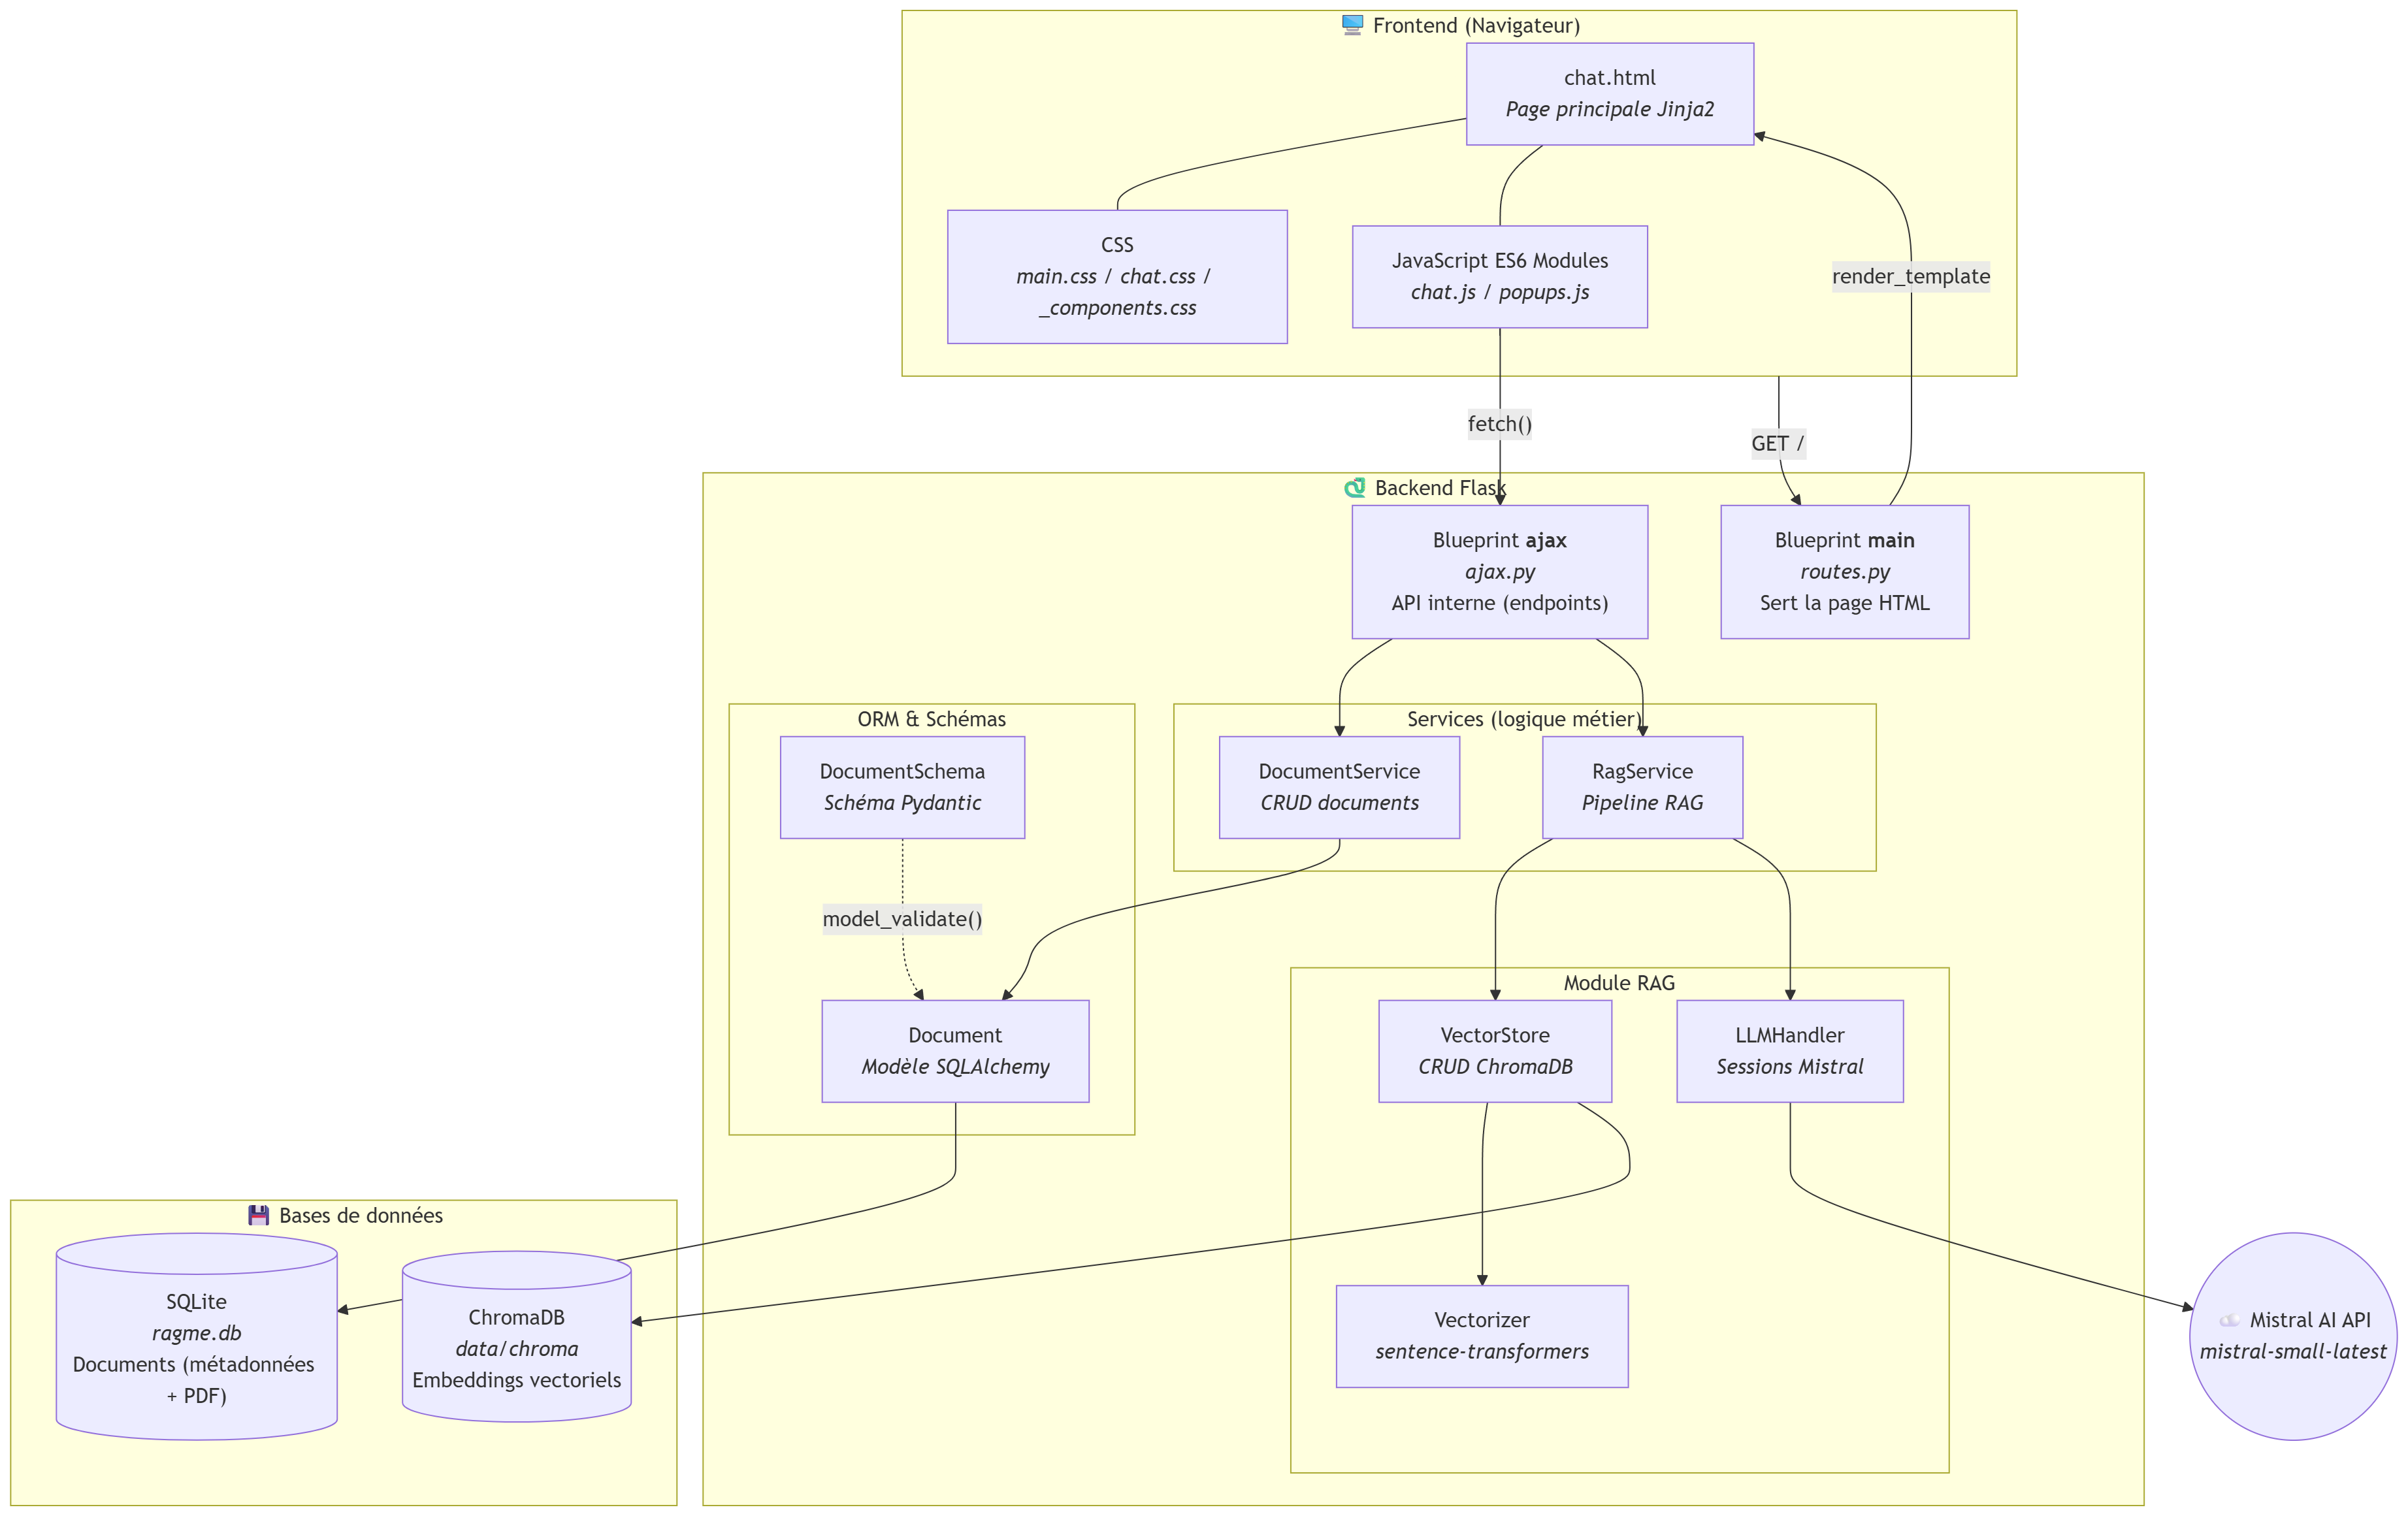 🖥️ Frontend (Navigateur)
chat.html
Page principale Jinja2
CSS
main.css / chat.css /
_components.css
JavaScript ES6 Modules
chat.js / popups.js
render_template
fetch()
GET /
🐍 Backend Flask
Blueprint ajax
ajax.py
API interne (endpoints)
Blueprint main
routes.py
Sert la page HTML
ORM & Schémas
DocumentSchema
Schéma Pydantic
Services (logique métier)
DocumentService
CRUD documents
RagService
Pipeline RAG
model_validate()
Document
Modèle SQLAlchemy
Module RAG
VectorStore
CRUD ChromaDB
LLMHandler
Sessions Mistral
💾 Bases de données
SQLite
ragme.db
Documents (métadonnées
+ PDF)
ChromaDB
data/chroma
Embeddings vectoriels
Vectorizer
sentence-transformers
☁️ Mistral AI API
mistral-small-latest